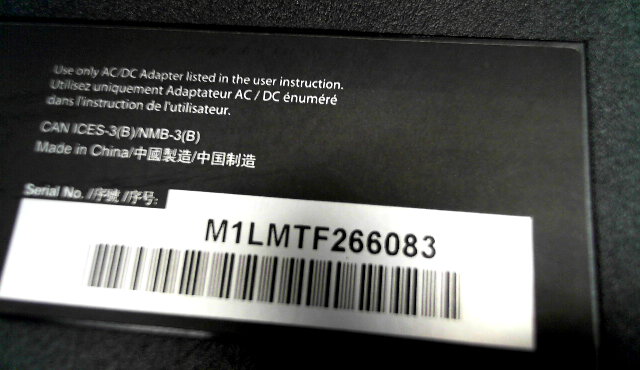 Use only AC/DC Adapter listed in the user instruction.
Utilisez uniquement Adaptateur AC / DC énuméré
dans l'instruction de l'utilisateur.
CAN ICES-3(B)/NMB-3(B)
Made in China/中國製造/中国制造
Serial No. /序號 /序号:
M1LMTF266083